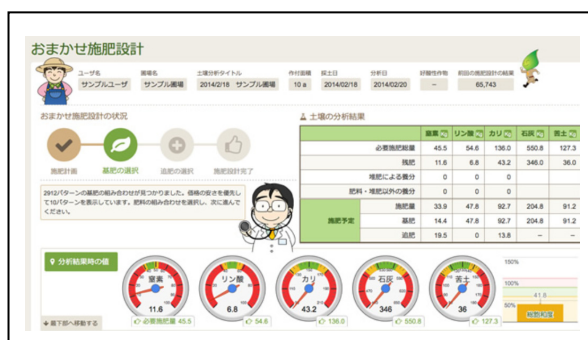 おまかせ施肥設計
ユーザ名 圃場名 土壌分析タイトル 作付面積 採土日 分析日 好酸性作物 前回の施肥設計の結果
サンプルユーザ サンプル圃場 2014/2/18 サンプル圃場 10 a 2014/02/18 2014/02/20 － 65,743
おまかせ施肥設計の状況
施肥計画 基肥の選択 追肥の選択 施肥設計完了
2912パターンの基肥の組み合わせが見つかりました。価格の安さを優先し
て10パターンを表示しています。肥料の組み合わせを選択し、次に進んで
ください。
土壌の分析結果
窒素 リン酸 カリ 石灰 苦土
必要施肥総量 45.5 54.6 136.0 550.8 127.3
残肥 11.6 6.8 43.2 346.0 36.0
堆肥による養分 0 0 0 0 0
肥料・堆肥以外の養分 0 0 0 0 0
施肥予定 施肥量 33.9 47.8 92.7 204.8 91.2
基肥 14.4 47.8 92.7 204.8 91.2
追肥 19.5 0 13.8 － －
分析結果時の値
窒素 11.6
リン酸 6.8
カリ 43.2
石灰 346
苦土 36
必要施肥量 45.5 54.6 136.0 550.8 127.3
150%
100%
50%
41.8
最下部へ移動する